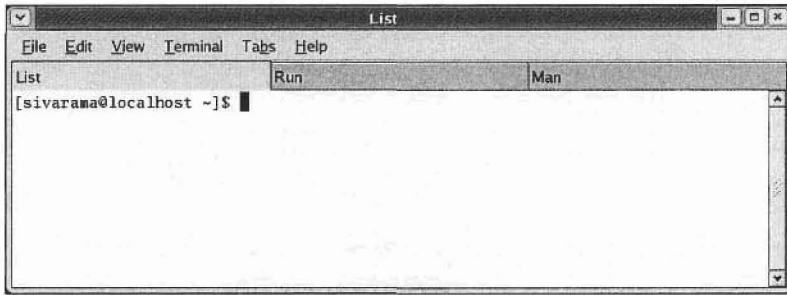 List
File Edit View Terminal Tabs Help
List Run Man
[sivarama@localhost ~]$